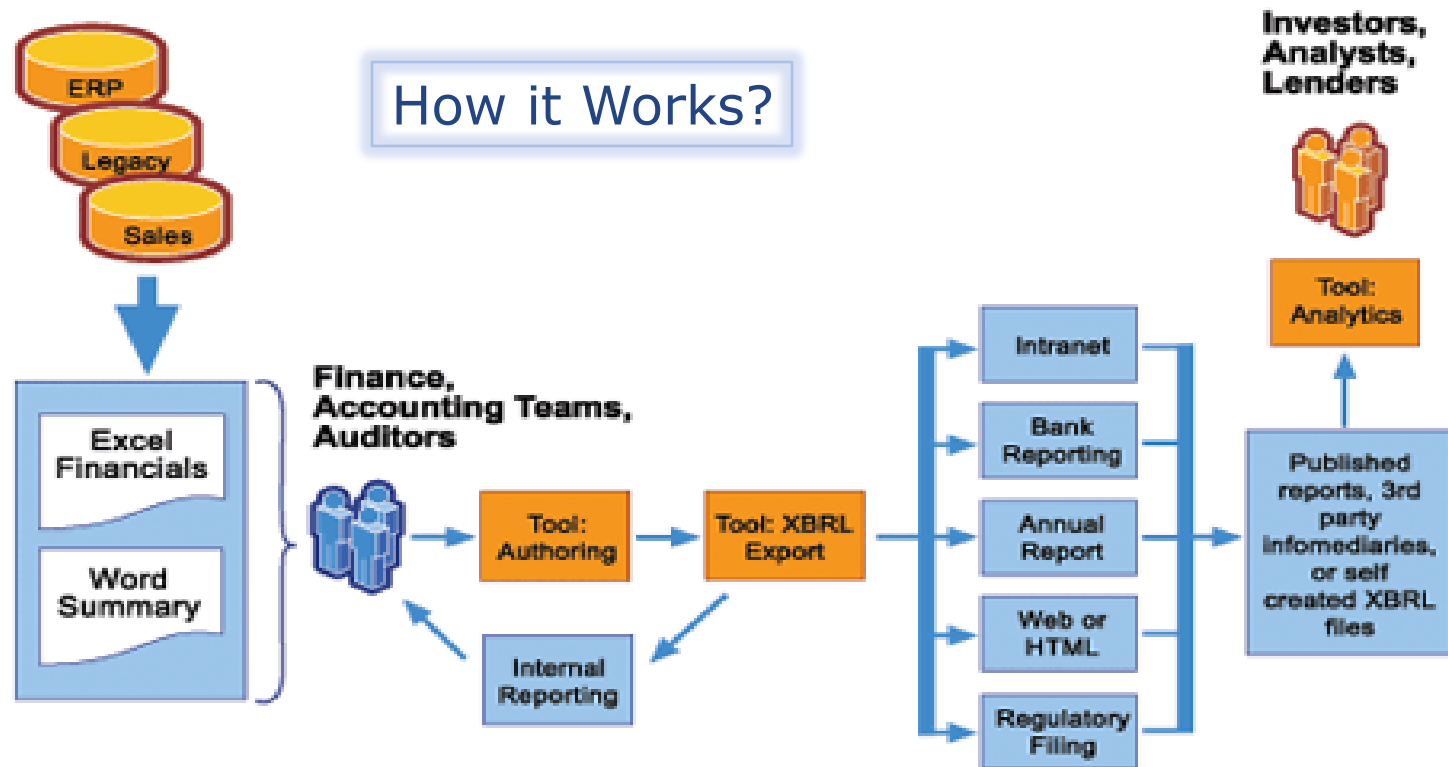 How it Works?
ERP
Legacy
Sales
Excel
Financials
Word
Summary
Finance,
Accounting Teams,
Auditors
Tool:
Authoring
Tool: XBRL
Export
Internal
Reporting
Intranet
Bank
Reporting
Annual
Report
Web or
HTML
Regulatory
Filing
Investors,
Analysts,
Lenders
Tool:
Analytics
Published
reports, 3rd
party
infomediaries,
or self
created XBRL
files